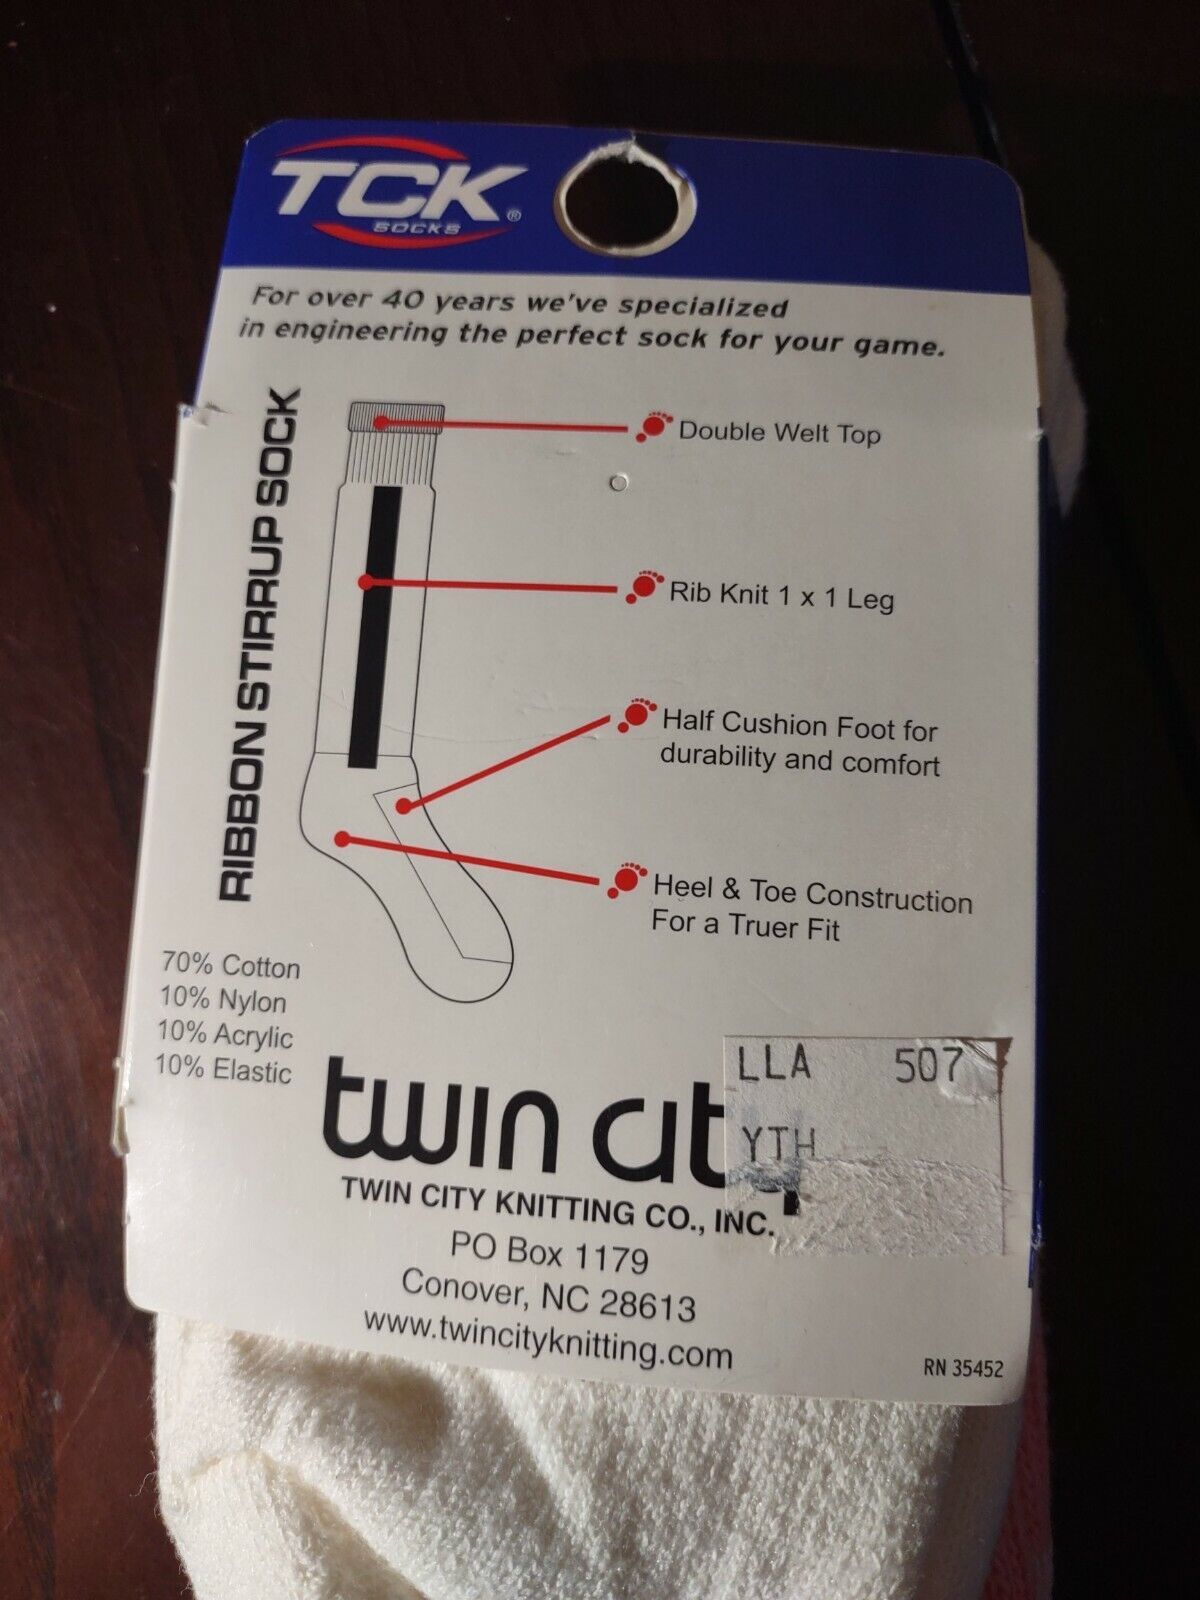 TCK®
SOCKS
For over 40 years we've specialized
in engineering the perfect sock for your game.
RIBBON STIRRUP SOCK
Double Welt Top
Rib Knit 1 x 1 Leg
Half Cushion Foot for
durability and comfort
Heel & Toe Construction
For a Truer Fit
70% Cotton
10% Nylon
10% Acrylic
10% Elastic
twin city
LLA 507
YTH
TWIN CITY KNITTING CO., INC.
PO Box 1179
Conover, NC 28613
www.twincityknitting.com
RN 35452